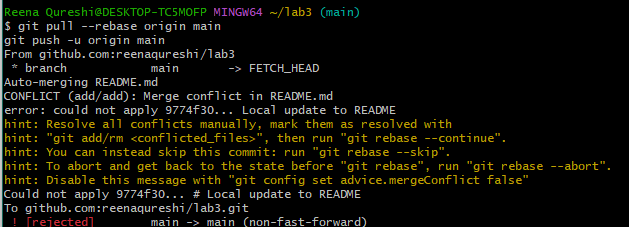 Reena Qureshi@DESKTOP-TC5MOFP MINGW64 ~/lab3 (main)
$ git pull --rebase origin main
git push -u origin main
From github.com:reenaqureshi/lab3
 * branch            main       -> FETCH_HEAD
Auto-merging README.md
CONFLICT (add/add): Merge conflict in README.md
error: could not apply 9774f30... Local update to README
hint: Resolve all conflicts manually, mark them as resolved with
hint: "git add/rm <conflicted_files>", then run "git rebase --continue".
hint: You can instead skip this commit: run "git rebase --skip".
hint: To abort and get back to the state before "git rebase", run "git rebase --abort".
hint: Disable this message with "git config set advice.mergeConflict false"
Could not apply 9774f30... # Local update to README
To github.com:reenaqureshi/lab3.git
 ! [rejected]        main -> main (non-fast-forward)